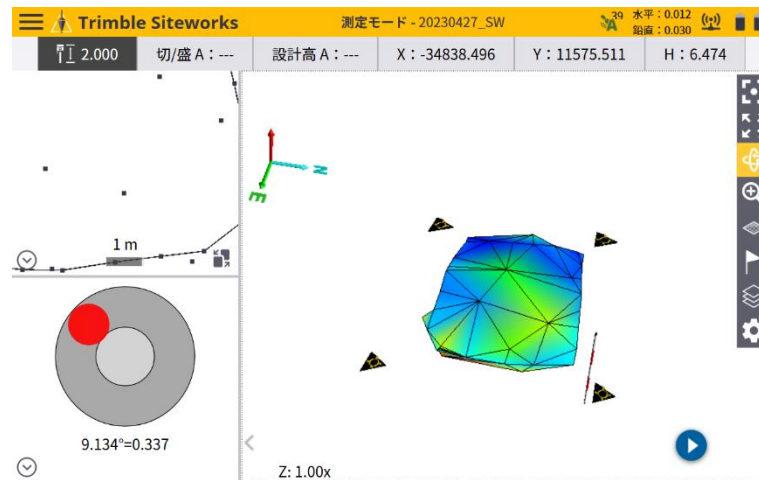 Trimble Siteworks
測定モード - 20230427_SW
39
水平：0.012
鉛直：0.030
2.000
切/盛 A：---
設計高 A：---
X：-34838.496
Y：11575.511
H：6.474
1 m
N
E
9.134°=0.337
Z: 1.00x